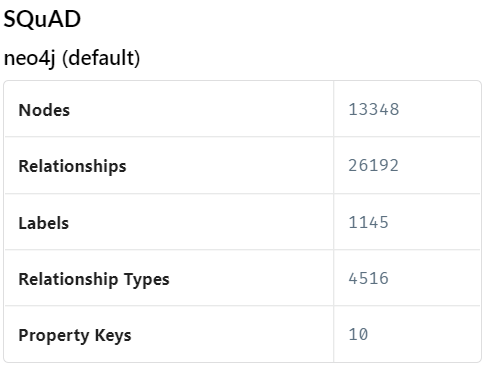 SQuAD
neo4j (default)
Nodes 13348
Relationships 26192
Labels 1145
Relationship Types 4516
Property Keys 10